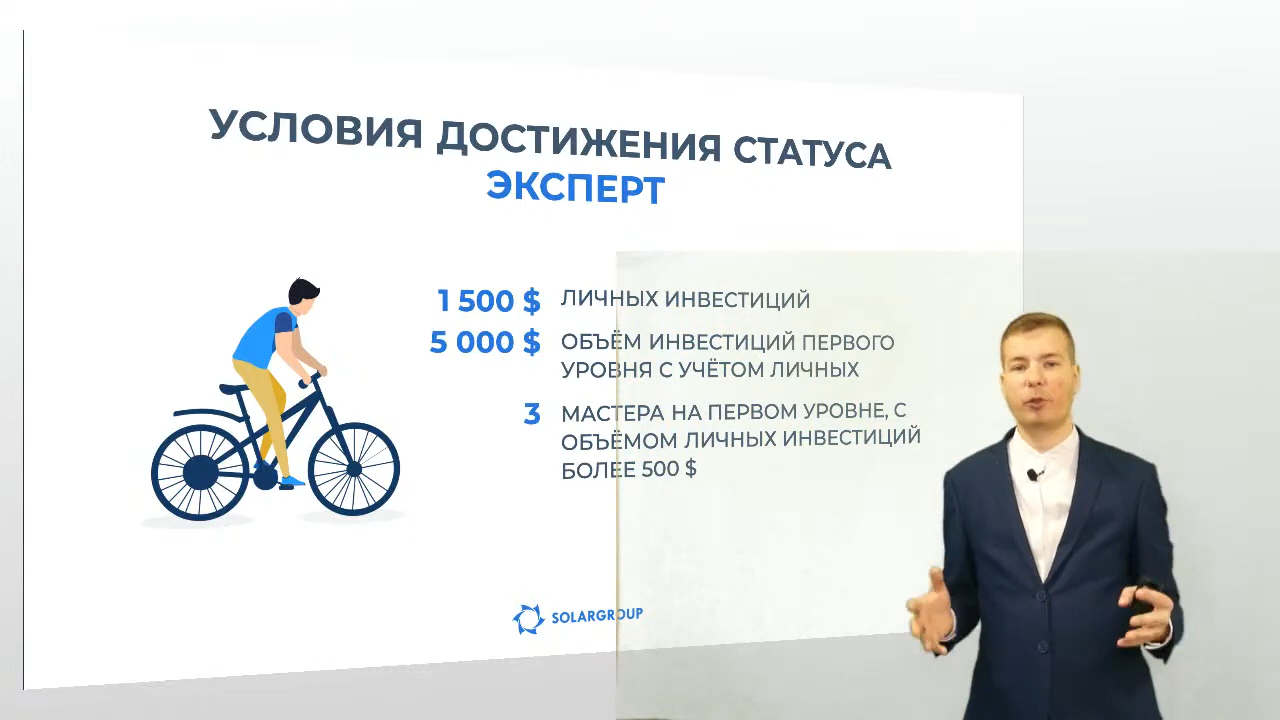 УСЛОВИЯ ДОСТИЖЕНИЯ СТАТУСА
ЭКСПЕРТ
1 500 $ ЛИЧНЫХ ИНВЕСТИЦИЙ
5 000 $ ОБЪЁМ ИНВЕСТИЦИЙ ПЕРВОГО
УРОВНЯ С УЧЁТОМ ЛИЧНЫХ
3 МАСТЕРА НА ПЕРВОМ УРОВНЕ, С
ОБЪЁМОМ ЛИЧНЫХ ИНВЕСТИЦИЙ
БОЛЕЕ 500 $
SOLARGROUP